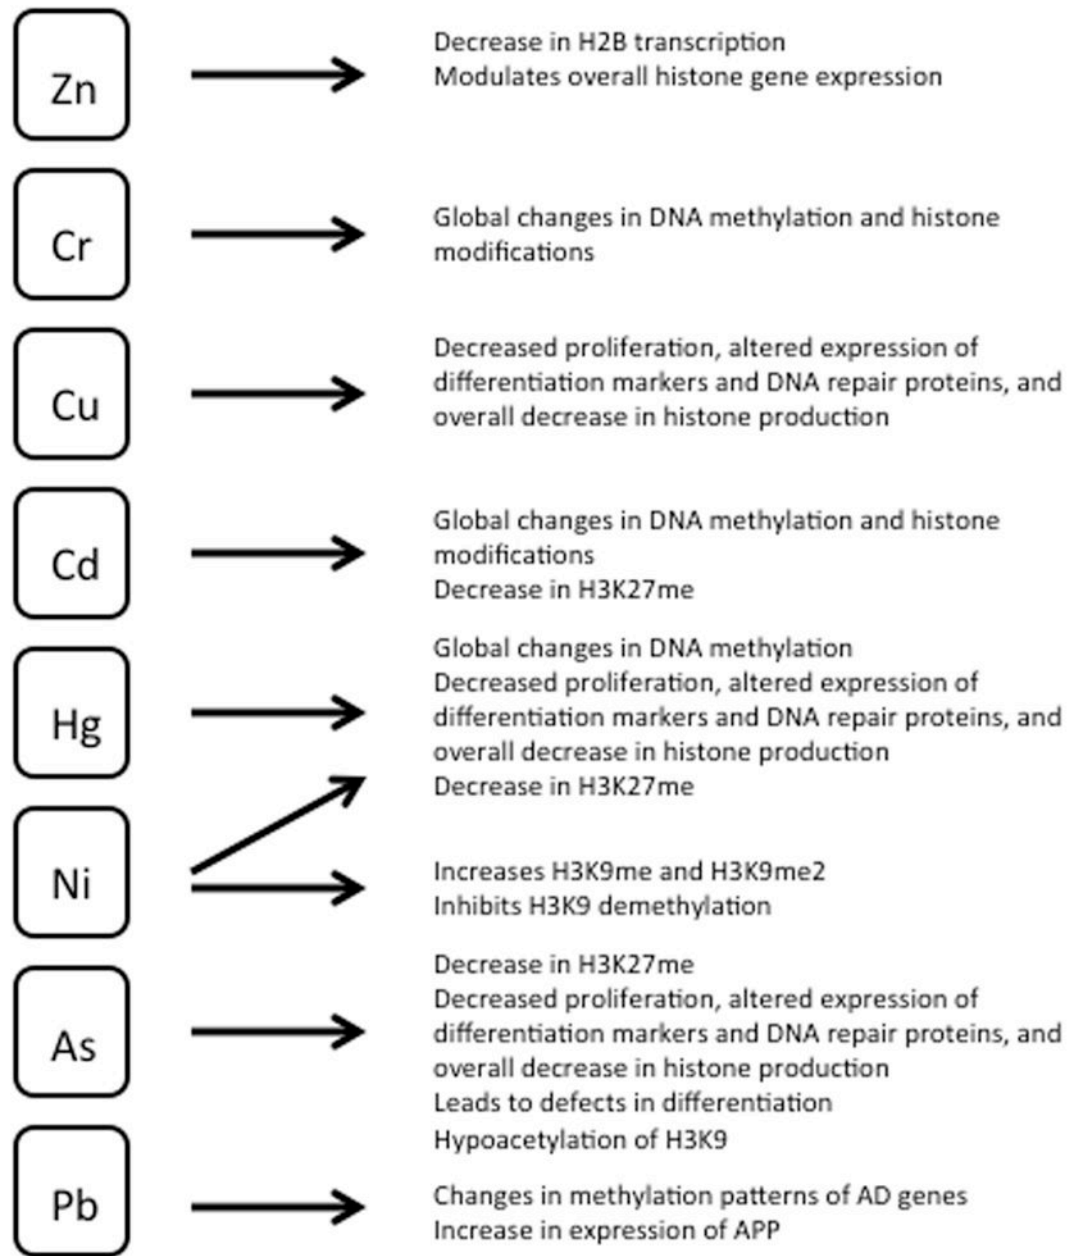 Zn
Decrease in H2B transcription
Modulates overall histone gene expression
Cr
Global changes in DNA methylation and histone
modifications
Cu
Decreased proliferation, altered expression of
differentiation markers and DNA repair proteins, and
overall decrease in histone production
Cd
Global changes in DNA methylation and histone
modifications
Decrease in H3K27me
Hg
Global changes in DNA methylation
Decreased proliferation, altered expression of
differentiation markers and DNA repair proteins, and
overall decrease in histone production
Decrease in H3K27me
Ni
Increases H3K9me and H3K9me2
Inhibits H3K9 demethylation
As
Decrease in H3K27me
Decreased proliferation, altered expression of
differentiation markers and DNA repair proteins, and
overall decrease in histone production
Leads to defects in differentiation
Hypoacetylation of H3K9
Pb
Changes in methylation patterns of AD genes
Increase in expression of APP